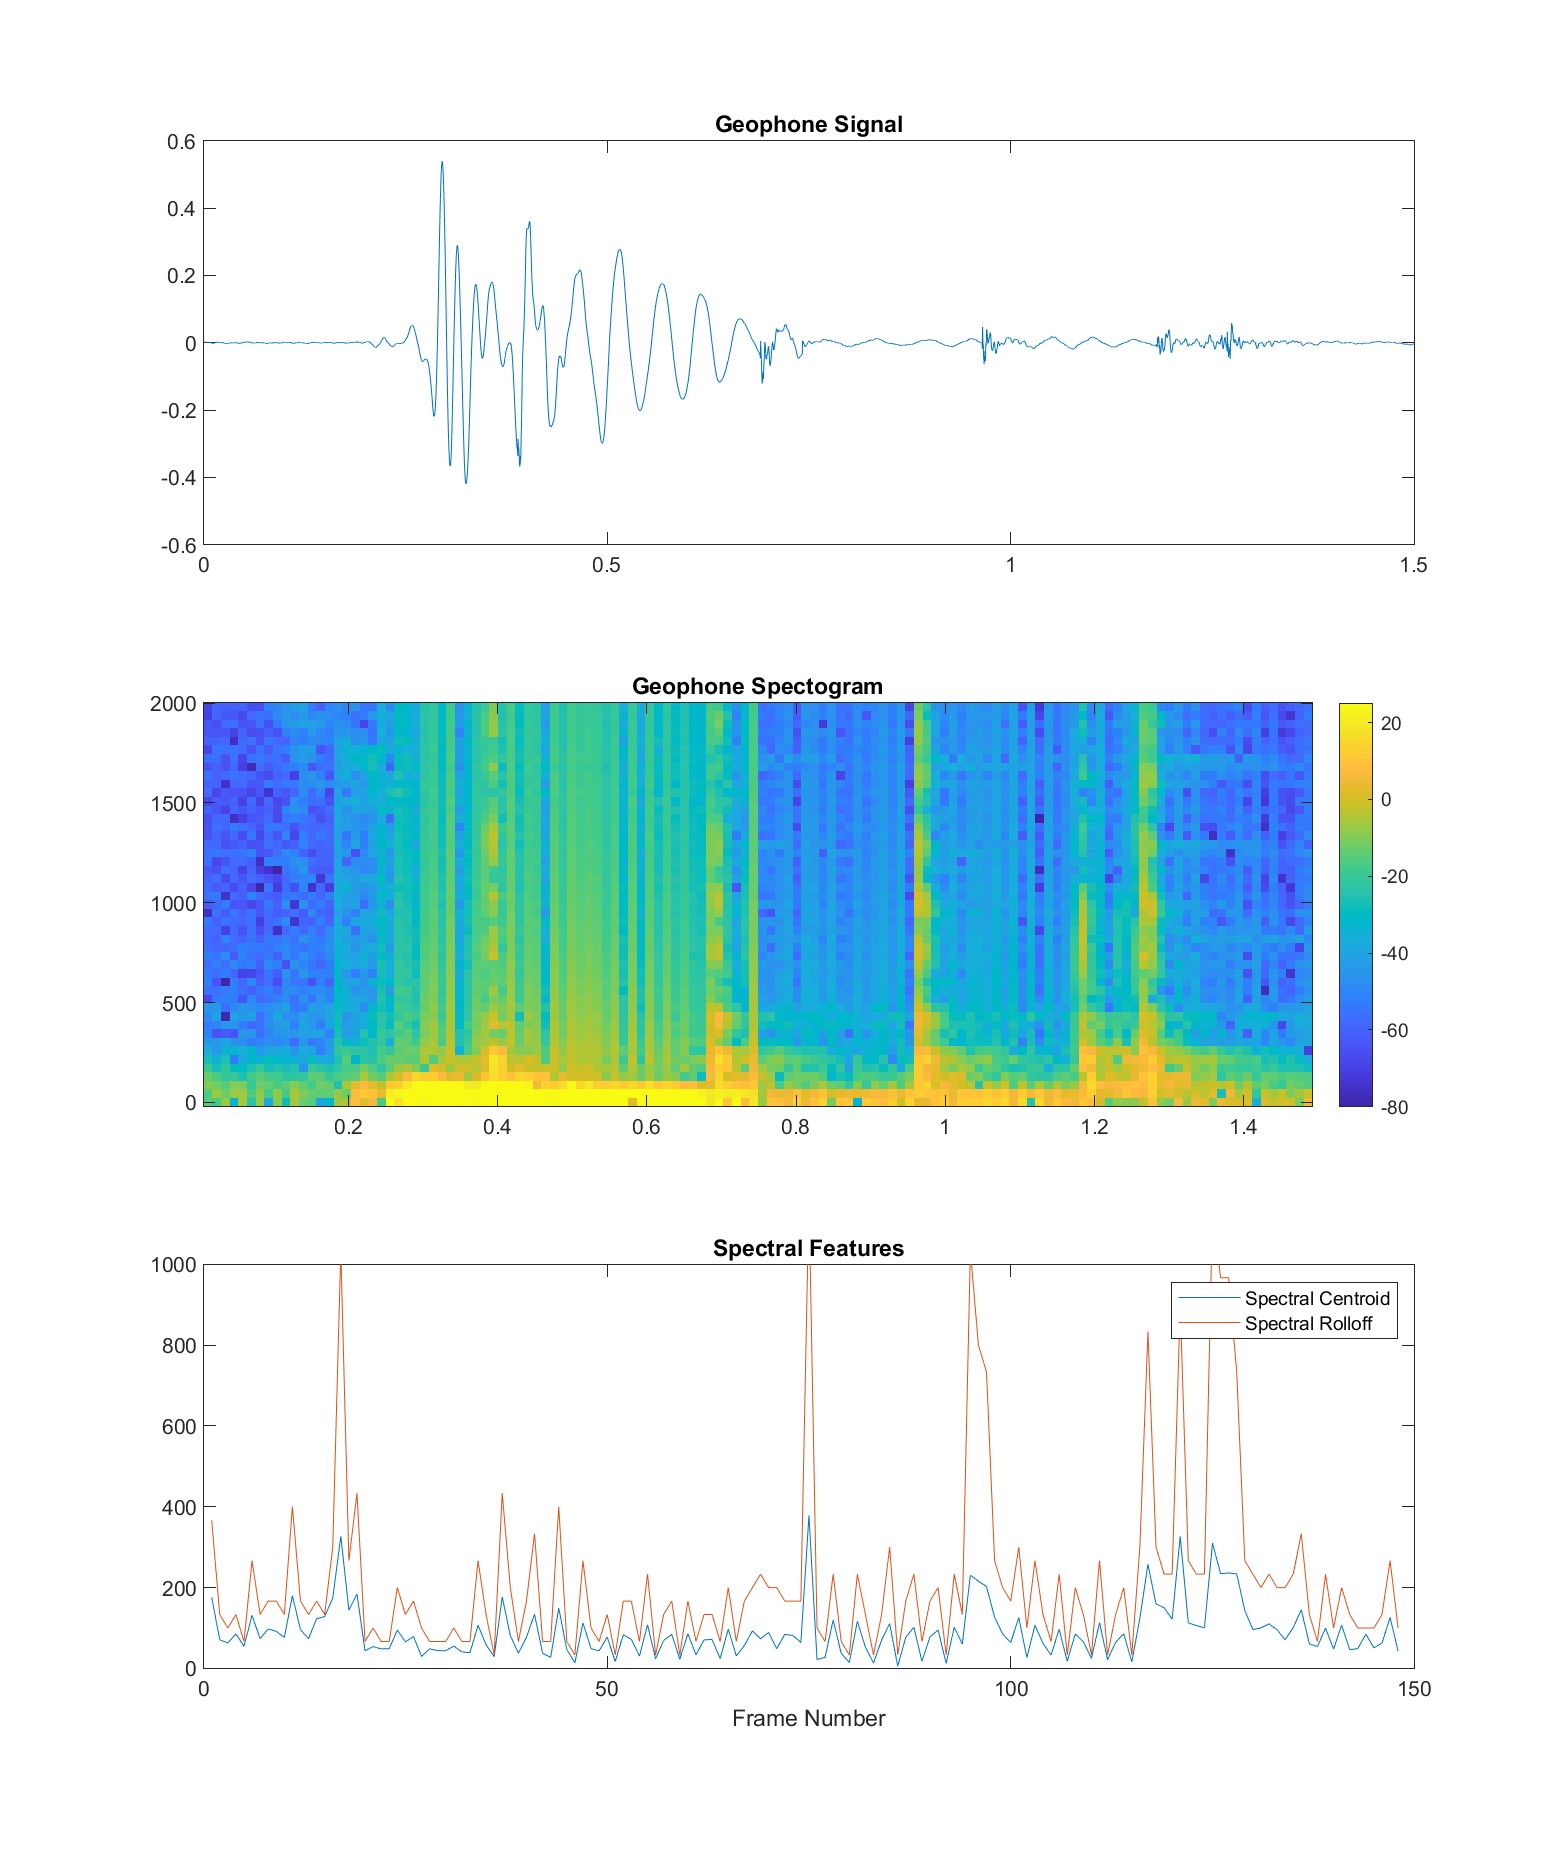 Geophone Signal
0.6
0.4
0.2
0
-0.2
-0.4
-0.6
0 0.5 1 1.5
Geophone Spectogram
2000
1500
1000
500
0
0.2 0.4 0.6 0.8 1 1.2 1.4
20
0
-20
-40
-60
-80
Spectral Features
1000
800
600
400
200
0
0 50 100 150
Spectral Centroid
Spectral Rolloff
Frame Number